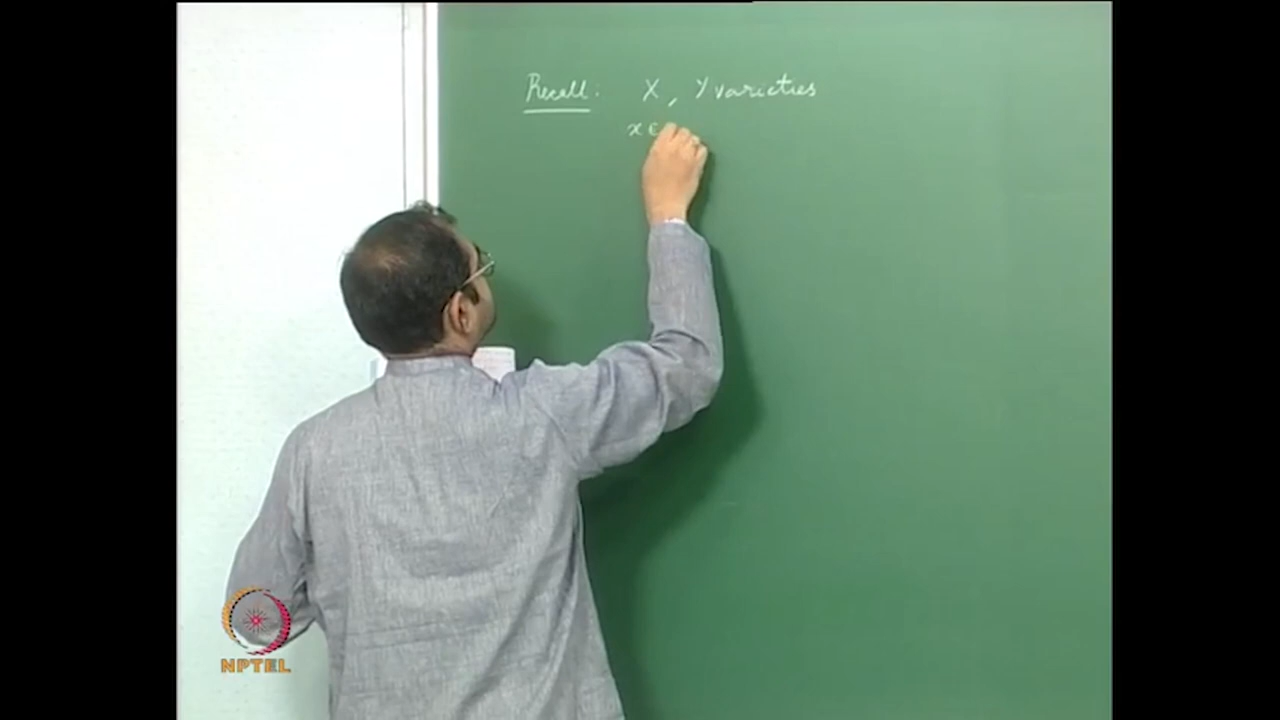 Recall: X, Y varieties
x ∈
NPTEL